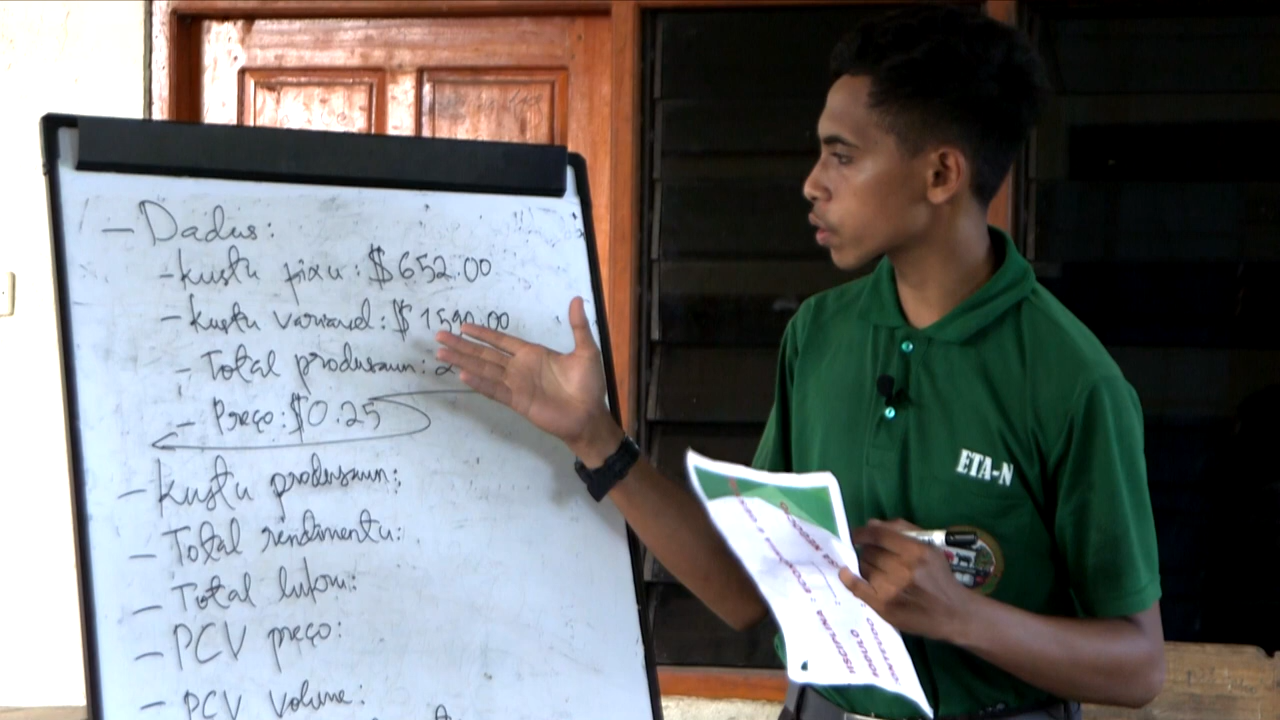 - Dadus:
- Kustu fixu: $652.00
- Kustu variavel: $1590.00
- Total produsaun: 2
- Preço: $0.25
- Kustu produsaun:
- Total rendimentu:
- Total lukru:
- PCV preço:
- PCV volume:
ETA-N